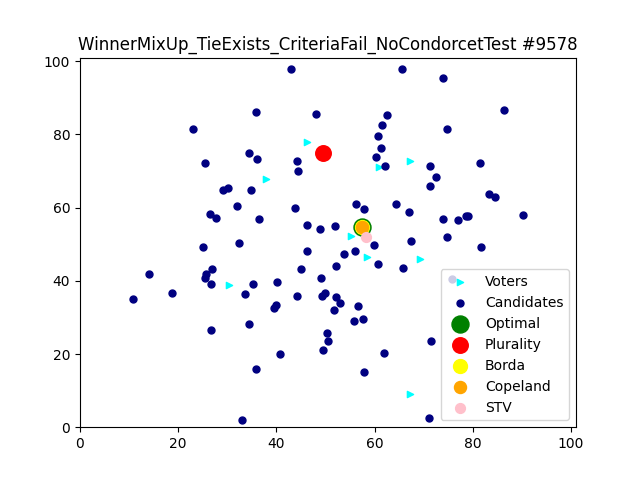 WinnerMixUp_TieExists_CriteriaFail_NoCondorcetTest #9578
100
80
60
40
20
0
0 20 40 60 80 100
Voters
Candidates
Optimal
Plurality
Borda
Copeland
STV